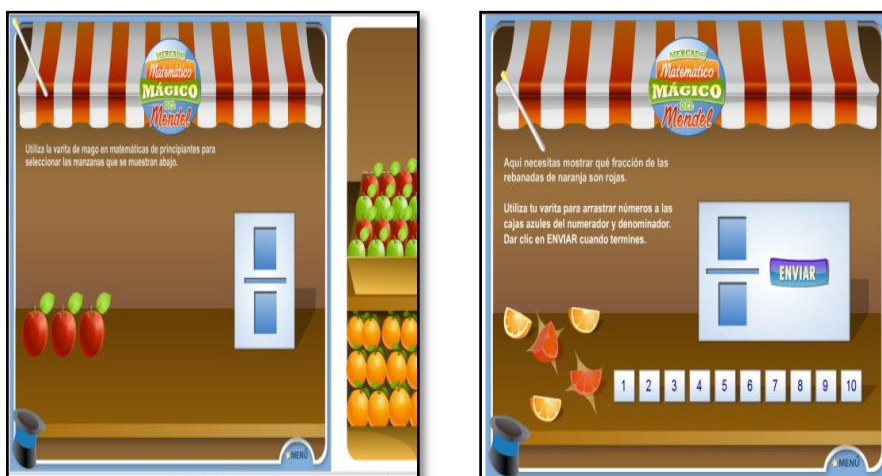 MERCADO
Matemático
MÁGICO
DEL
Mendel
Utiliza la varita de mago en matemáticas de principiantes para
seleccionar las manzanas que se muestran abajo.
MENÚ
MERCADO
Matemático
MÁGICO
DEL
Mendel
Aquí necesitas mostrar qué fracción de las
rebanadas de naranja son rojas.
Utiliza tu varita para arrastrar números a las
cajas azules del numerador y denominador.
Dar clic en ENVIAR cuando termines.
ENVIAR
1 2 3 4 5 6 7 8 9 10
MENÚ